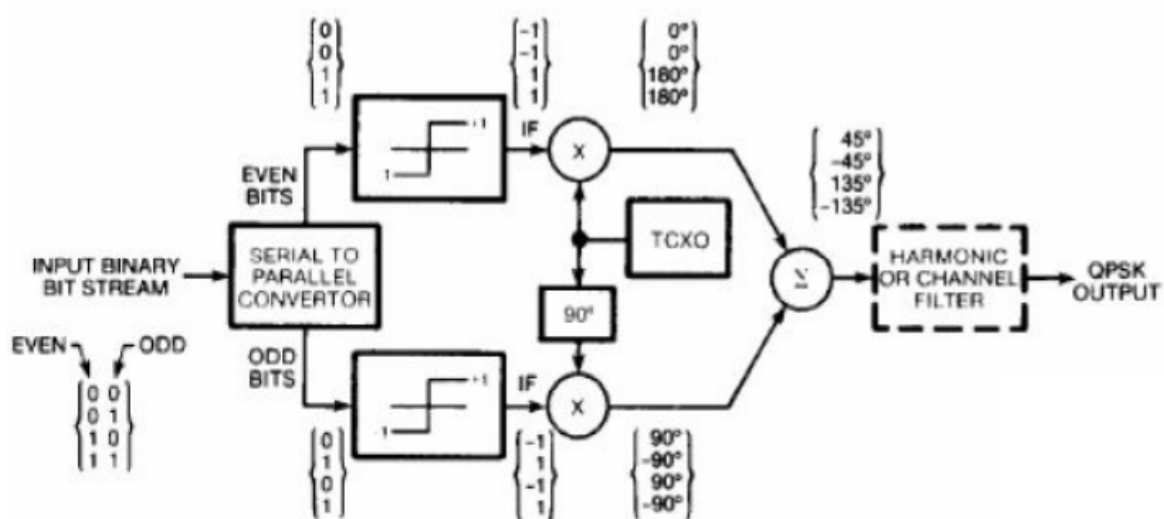 0
0
1
1
-1
-1
1
1
0°
0°
180°
180°
+1
1
IF
X
EVEN
BITS
45°
-45°
135°
-135°
INPUT BINARY
BIT STREAM
SERIAL TO
PARALLEL
CONVERTOR
TCXO
Σ
HARMONIC
OR CHANNEL
FILTER
QPSK
OUTPUT
90°
EVEN ODD
0 0
0 1
1 0
1 1
ODD
BITS
+1
-1
IF
X
0
1
0
1
-1
1
-1
1
90°
-90°
90°
-90°